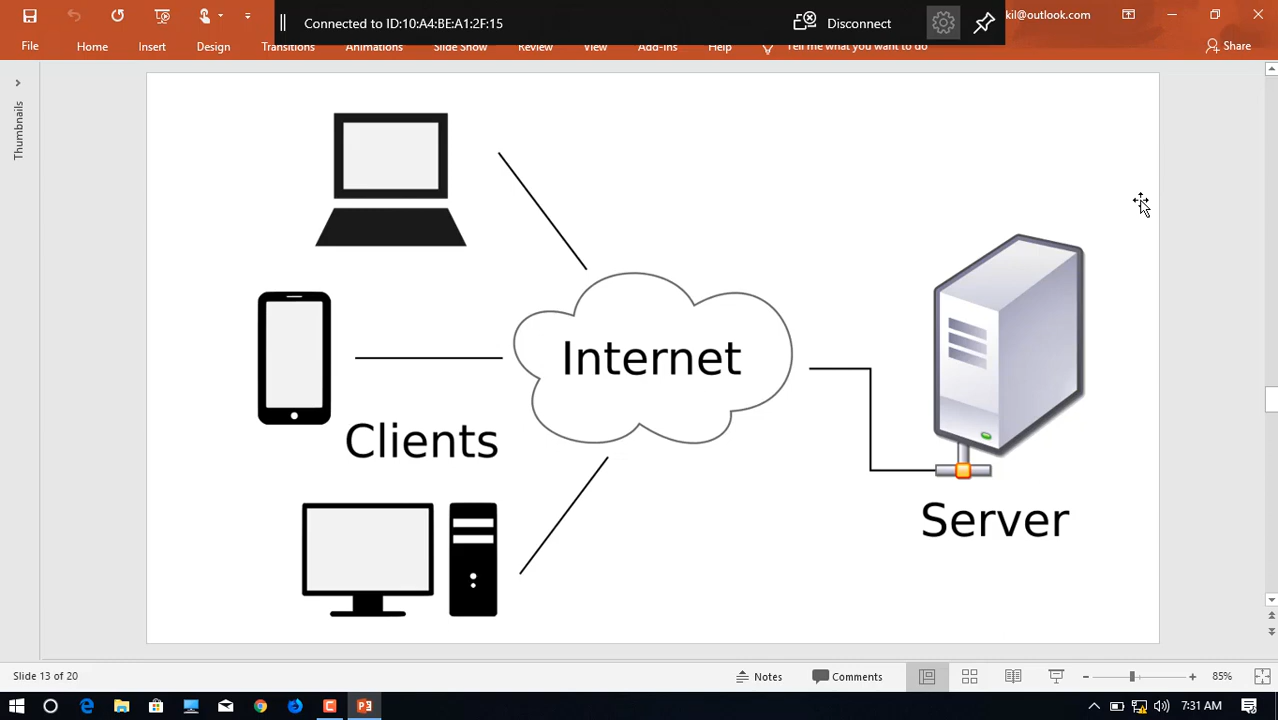 Connected to ID:10:A4:BE:A1:2F:15
Disconnect
kil@outlook.com
File
Home
Insert
Design
Transitions
Animations
Slide Show
Review
View
Add-ins
Help
Tell me what you want to do
Share
Thumbnails
Internet
Clients
Server
Slide 13 of 20
Notes
Comments
85%
7:31 AM